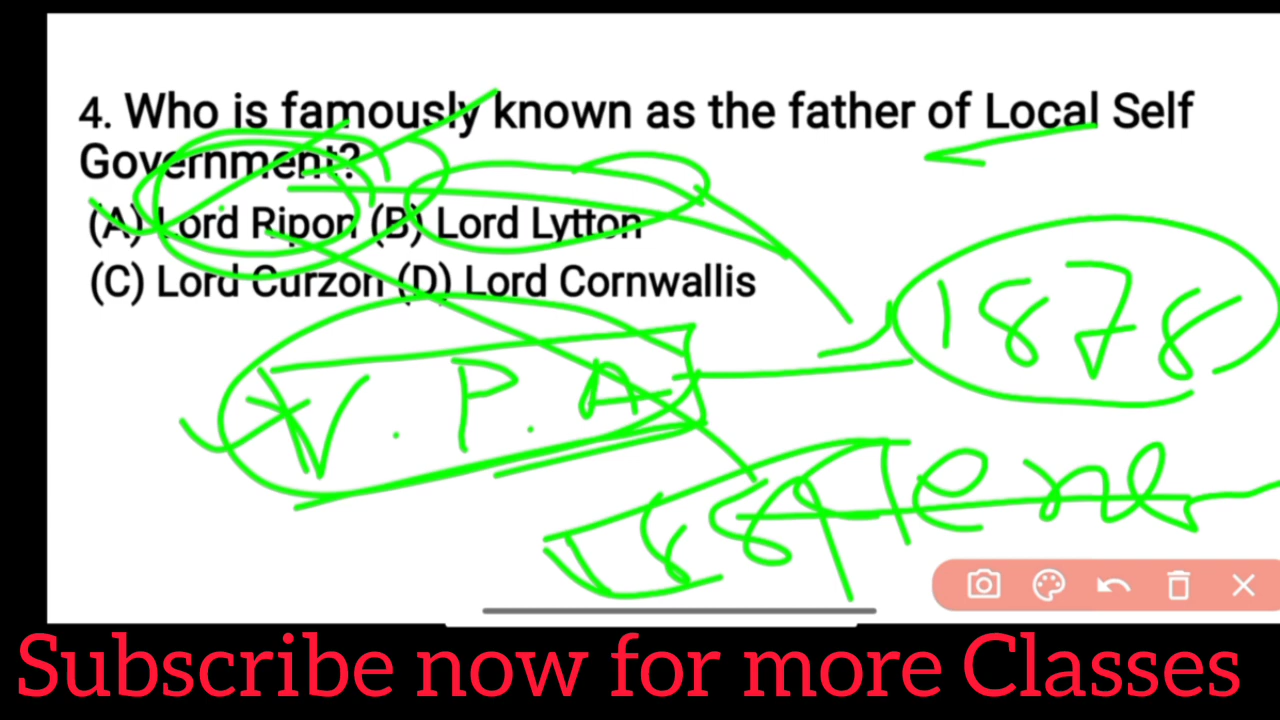 4. Who is famously known as the father of Local Self
Government?
(A) Lord Ripon (B) Lord Lytton
(C) Lord Curzon (D) Lord Cornwallis
1878
V.P.A
Subscribe now for more Classes